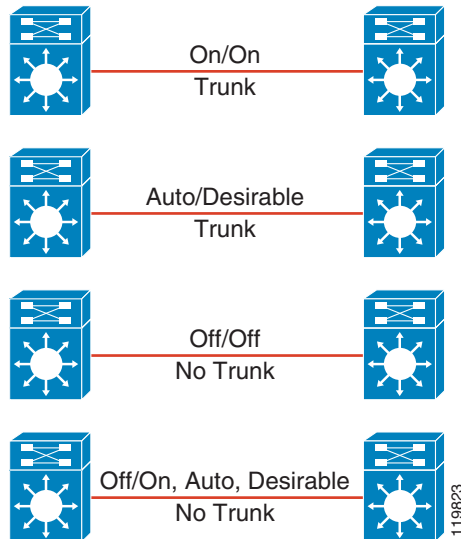 On/On
Trunk
Auto/Desirable
Trunk
Off/Off
No Trunk
Off/On, Auto, Desirable
No Trunk
119823